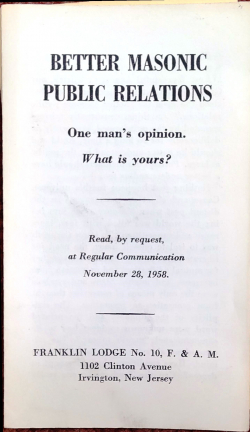 BETTER MASONIC
PUBLIC RELATIONS
One man's opinion.
What is yours?
Read, by request,
at Regular Communication
November 28, 1958.
FRANKLIN LODGE No. 10, F. & A. M.
1102 Clinton Avenue
Irvington, New Jersey